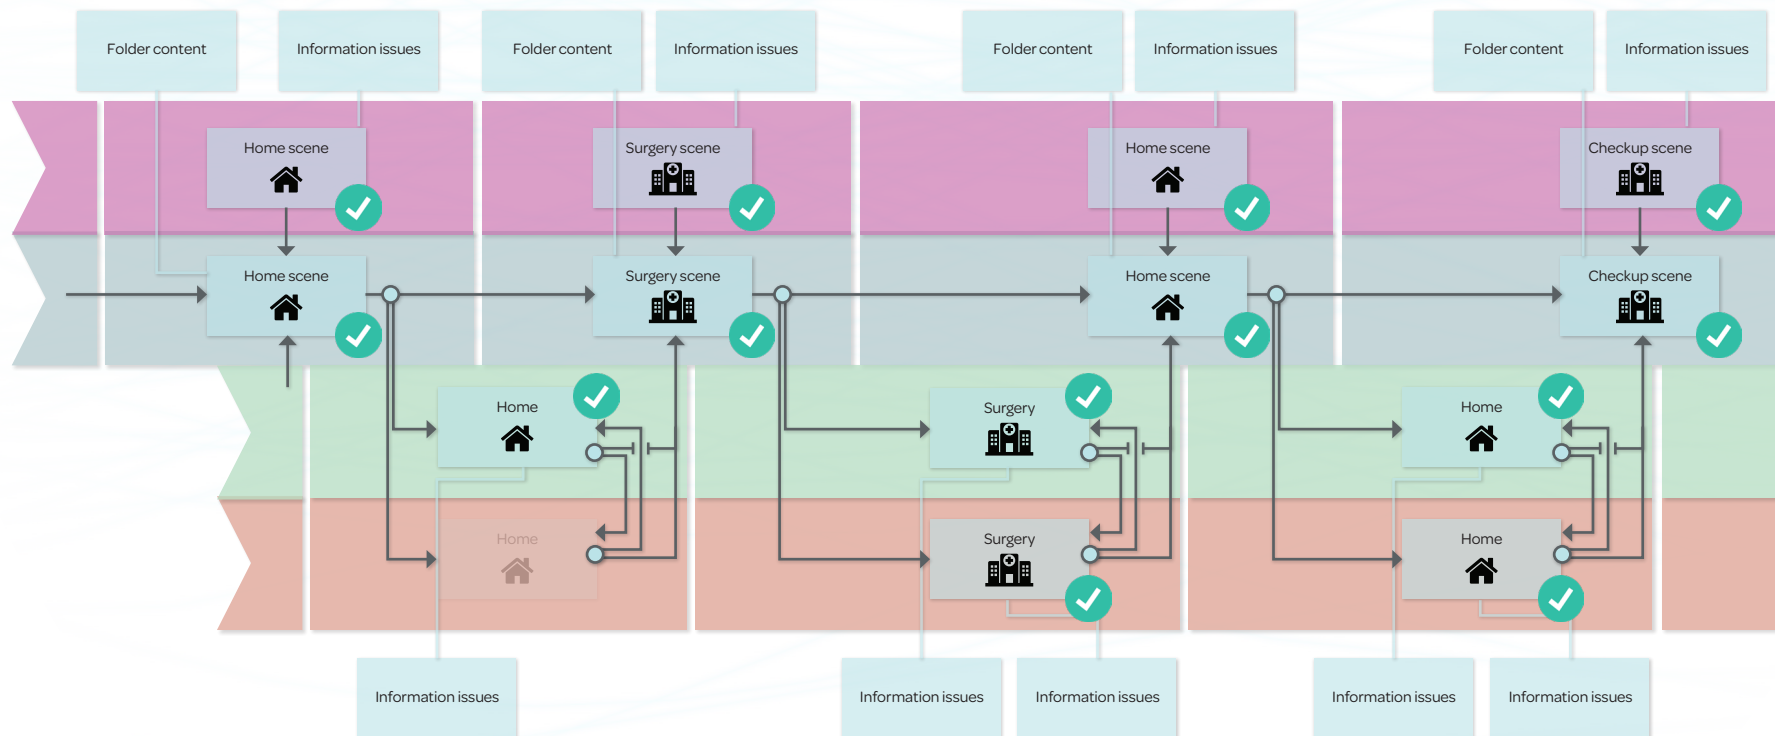 Folder content
Information issues
Folder content
Information issues
Folder content
Information issues
Folder content
Information issues
Home scene
Surgery scene
Home scene
Checkup scene
Home scene
Surgery scene
Home scene
Checkup scene
Home
Surgery
Home
Home
Surgery
Home
Information issues
Information issues
Information issues
Information issues
Information issues